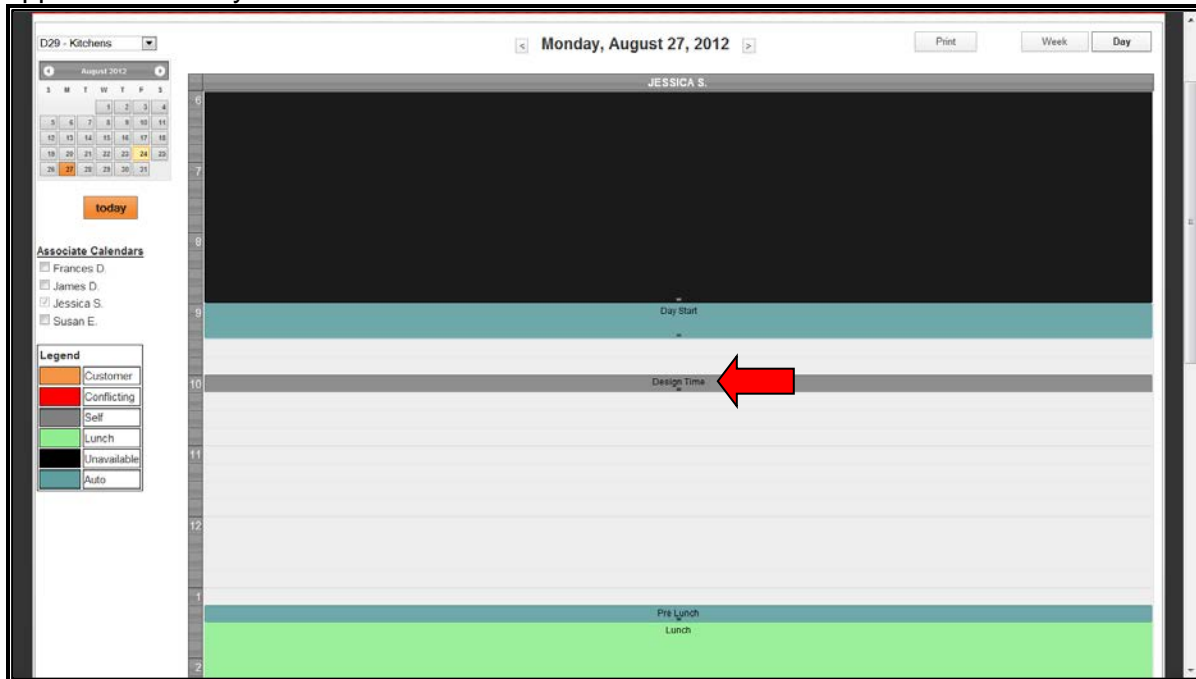 D29 - Kitchens
< Monday, August 27, 2012 >
Print Week Day
August 2012
S M T W T F S
1 2 3 4
5 6 7 8 9 10 11
12 13 14 15 16 17 18
19 20 21 22 23 24 25
26 27 28 29 30 31
today
Associate Calendars
Frances D.
James D.
Jessica S.
Susan E.
Legend
Customer
Conflicting
Self
Lunch
Unavailable
Auto
JESSICA S.
6
7
8
9 Day Start
10 Design Time
11
12
1
Pre Lunch
Lunch
2